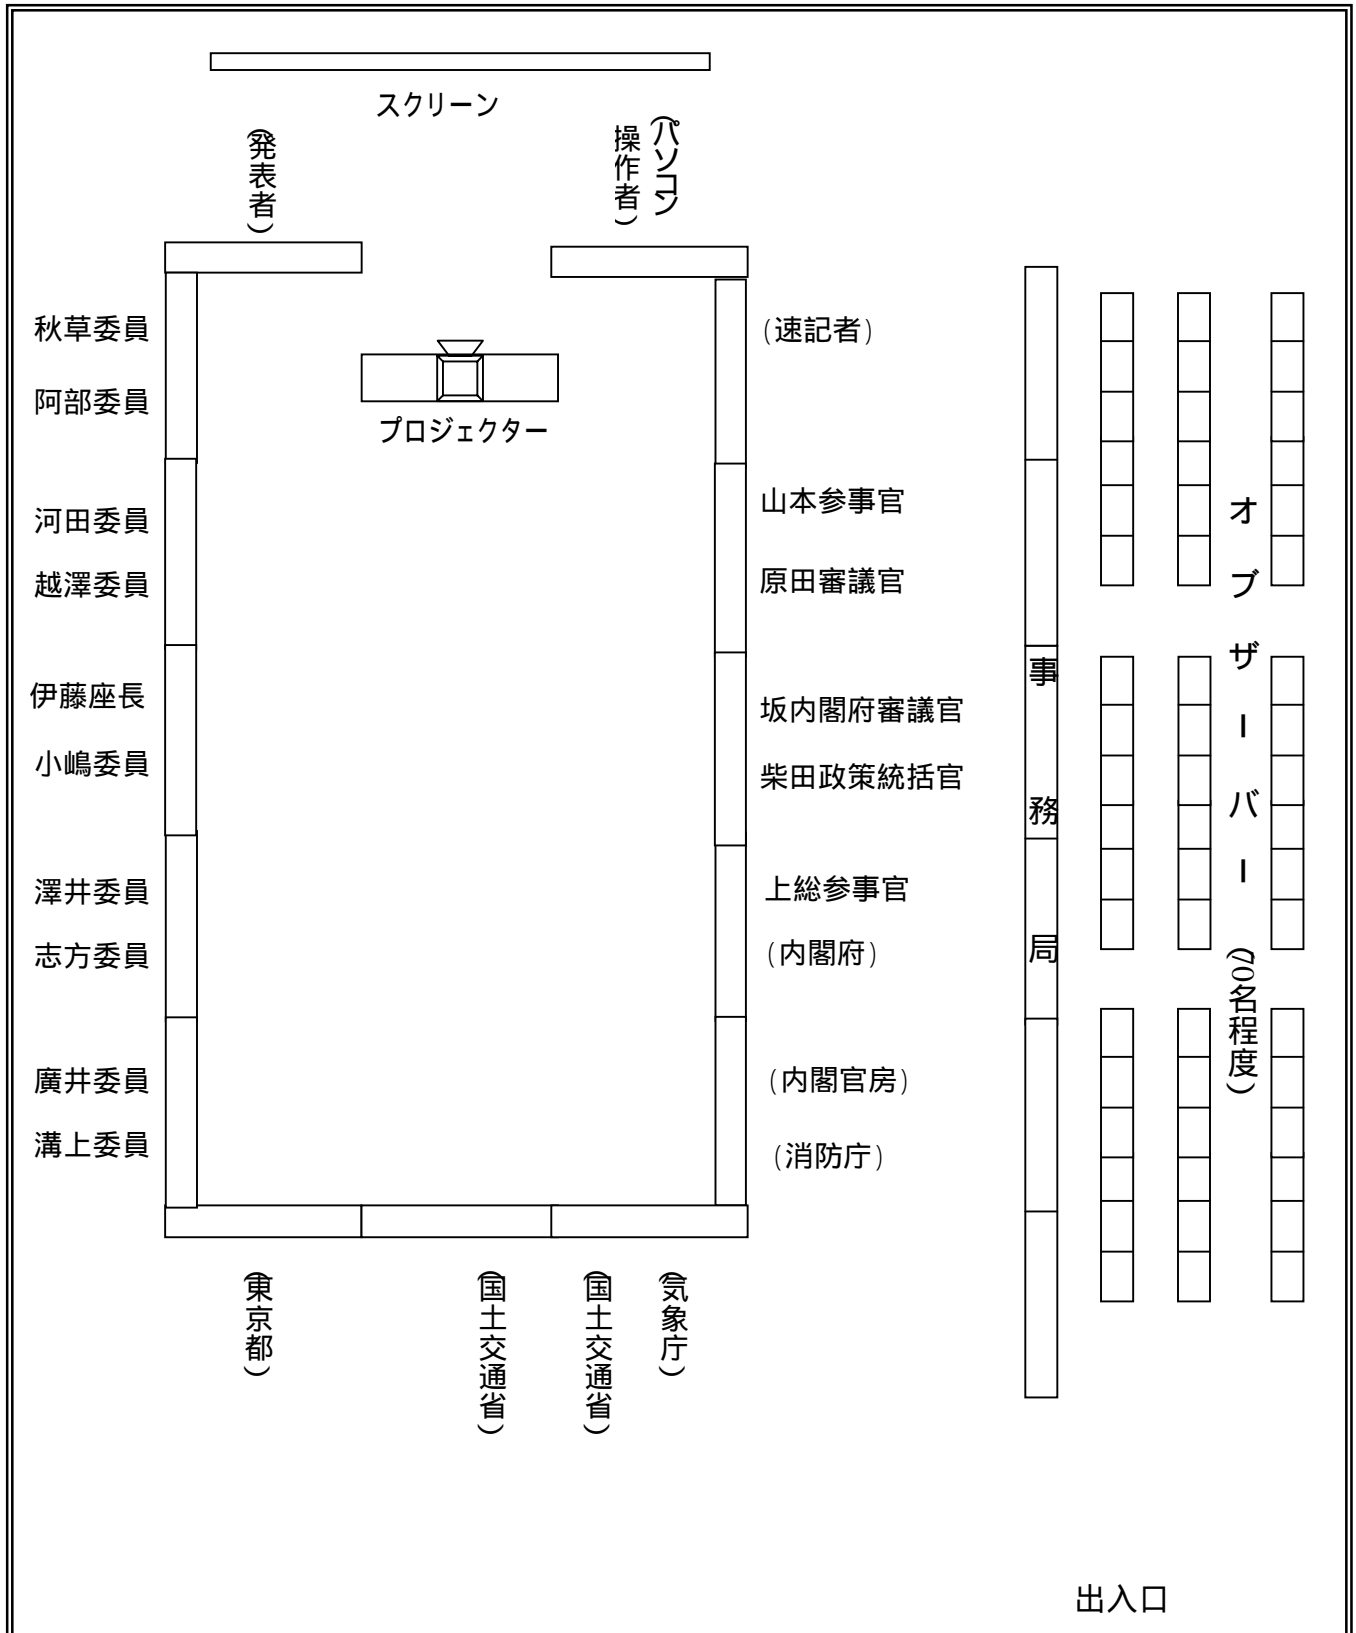 スクリーン
(発表者)
(パソコン
操作者)
秋草委員
(速記者)
阿部委員
プロジェクター
河田委員
山本参事官
越澤委員
原田審議官
伊藤座長
坂内閣府審議官
小嶋委員
柴田政策統括官
澤井委員
上総参事官
志方委員
(内閣府)
廣井委員
(内閣官房)
溝上委員
(消防庁)
(東京都)
(国土交通省)
(国土交通省)
(気象庁)
事務局
オブザーバー(70名程度)
出入口